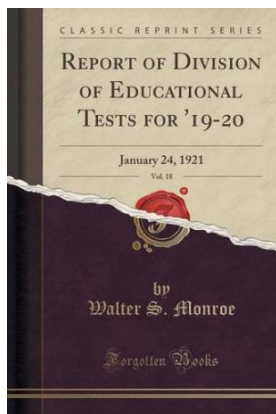 CLASSIC REPRINT SERIES
REPORT OF DIVISION
OF EDUCATIONAL
TESTS FOR '19-20
January 24, 1921
Vol. 18
by
Walter S. Monroe
Forgotten Books